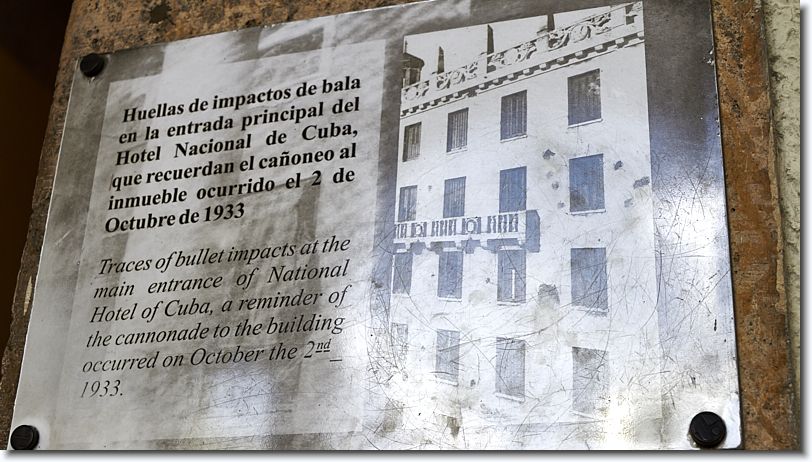 Huellas de impactos de bala
en la entrada principal del
Hotel Nacional de Cuba,
que recuerdan el cañoneo al
inmueble ocurrido el 2 de
Octubre de 1933
Traces of bullet impacts at the
main entrance of National
Hotel of Cuba, a reminder of
the cannonade to the building
occurred on October the 2nd
1933.